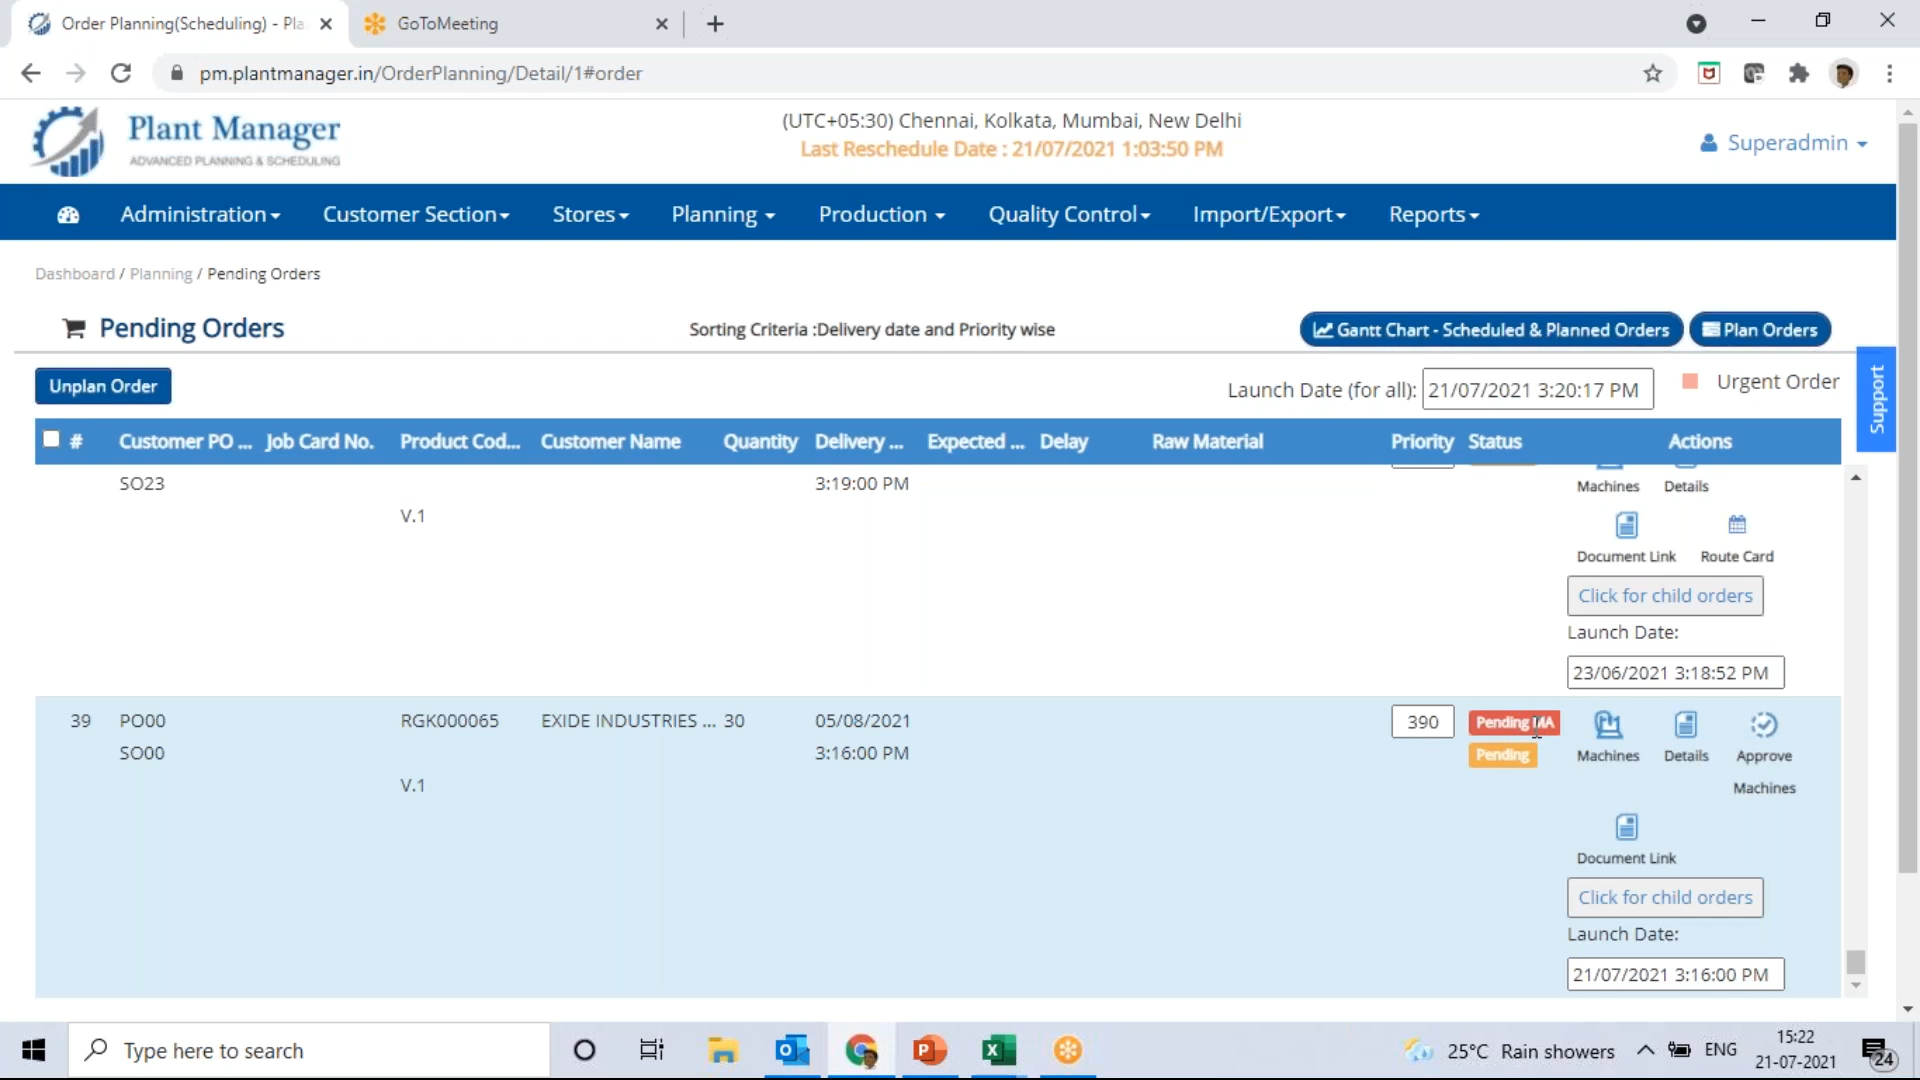 Order Planning(Scheduling) - Pla
GoToMeeting
pm.plantmanager.in/OrderPlanning/Detail/1#order
Plant Manager
ADVANCED PLANNING & SCHEDULING
(UTC+05:30) Chennai, Kolkata, Mumbai, New Delhi
Last Reschedule Date : 21/07/2021 1:03:50 PM
Superadmin
Administration
Customer Section
Stores
Planning
Production
Quality Control
Import/Export
Reports
Dashboard / Planning / Pending Orders
Pending Orders
Sorting Criteria :Delivery date and Priority wise
Gantt Chart - Scheduled & Planned Orders
Plan Orders
Support
Unplan Order
Launch Date (for all): 21/07/2021 3:20:17 PM
Urgent Order
# Customer PO ... Job Card No. Product Cod... Customer Name Quantity Delivery ... Expected ... Delay Raw Material Priority Status Actions
SO23 3:19:00 PM
Machines Details
V.1
Document Link Route Card
Click for child orders
Launch Date:
23/06/2021 3:18:52 PM
39 PO00 RGK000065 EXIDE INDUSTRIES ... 30 05/08/2021 390 Pending MA
SO00 3:16:00 PM Pending Machines Details Approve
V.1 Machines
Document Link
Click for child orders
Launch Date:
21/07/2021 3:16:00 PM
Type here to search
25°C Rain showers
ENG
15:22
21-07-2021
24